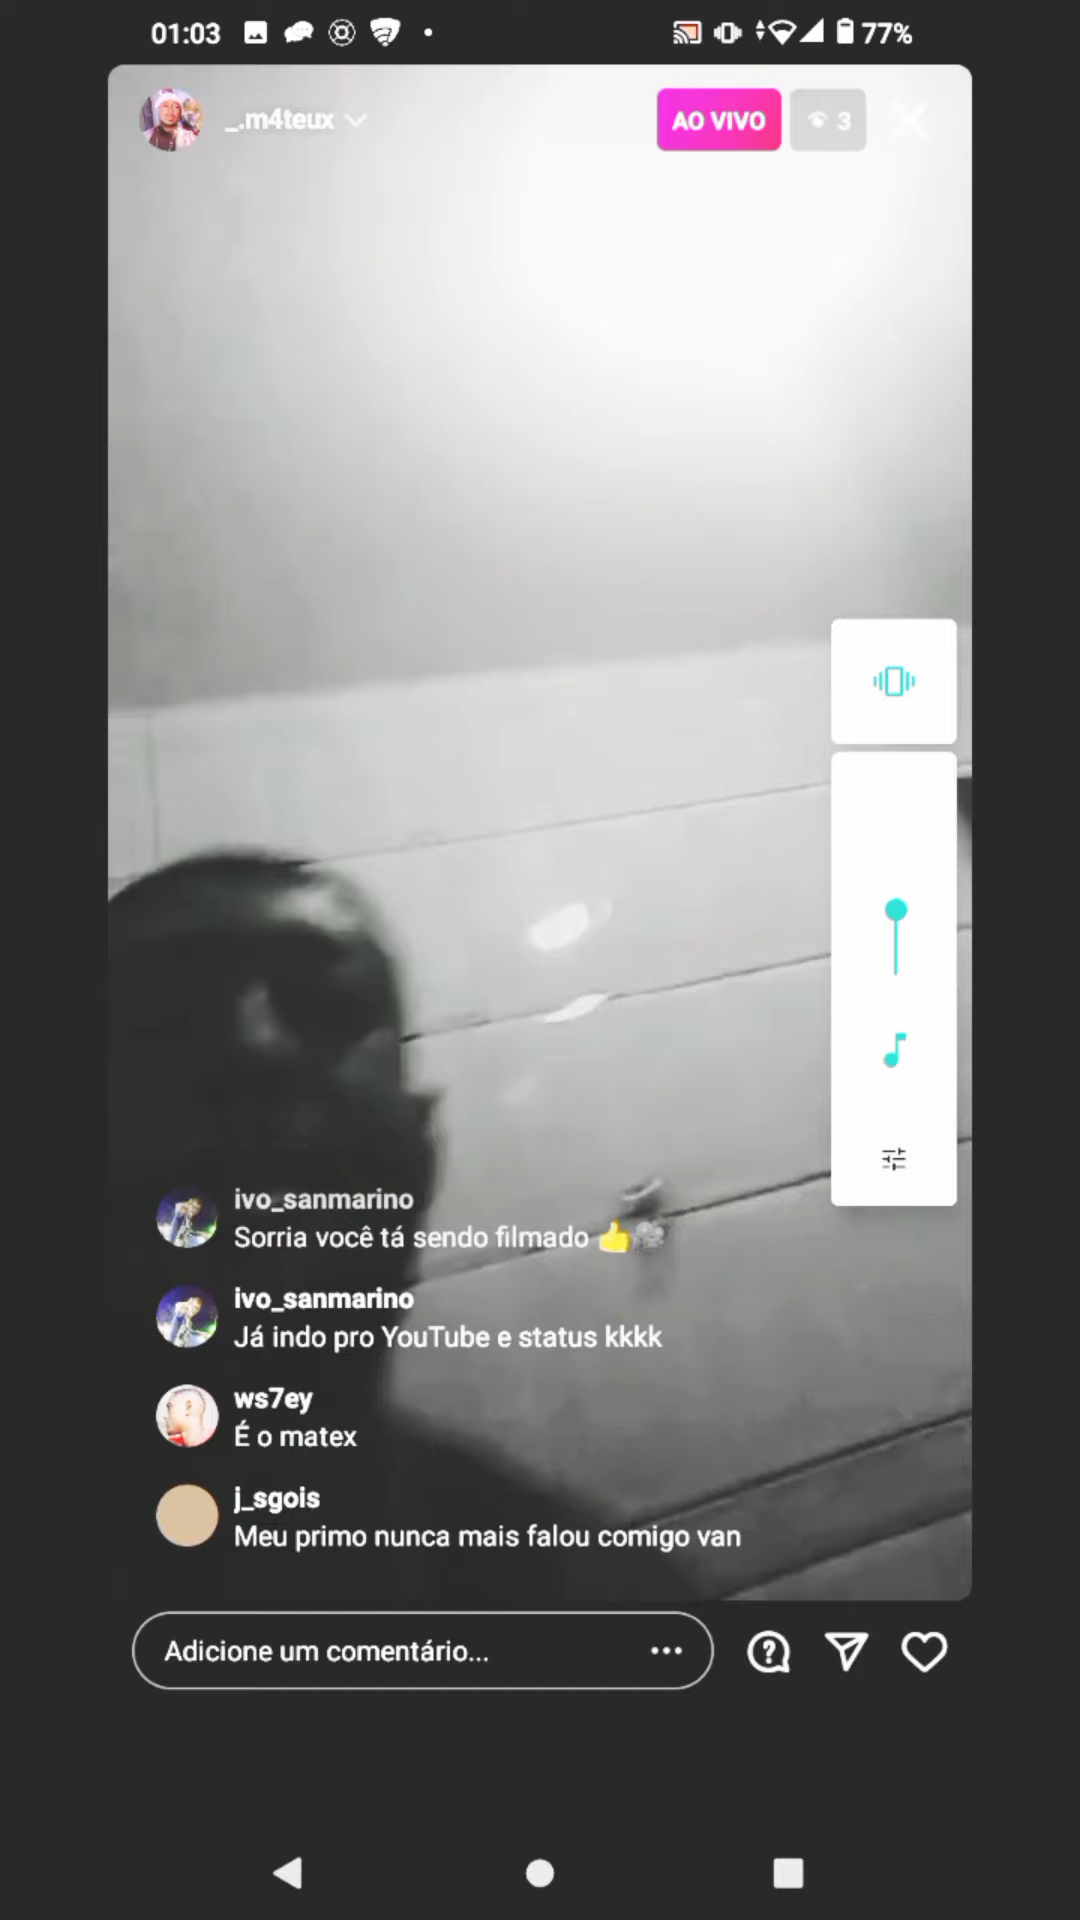 01:03
77%
_.m4teux
AO VIVO
3
ivo_sanmarino
Sorria você tá sendo filmado 👍
ivo_sanmarino
Já indo pro YouTube e status kkkk
ws7ey
É o matex
j_sgois
Meu primo nunca mais falou comigo van
Adicione um comentário...